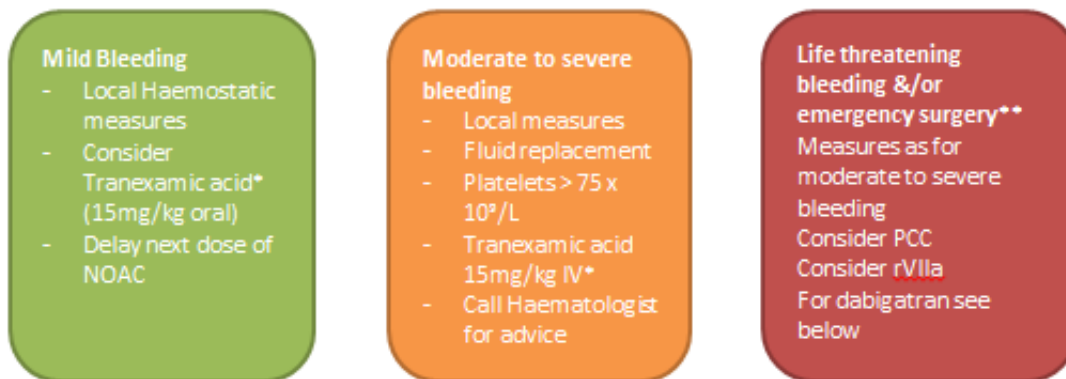 Mild Bleeding
- Local Haemostatic
measures
- Consider
Tranexamic acid*
(15mg/kg oral)
- Delay next dose of
NOAC
Moderate to severe
bleeding
- Local measures
- Fluid replacement
- Platelets > 75 x
10⁹/L
- Tranexamic acid
15mg/kg IV*
- Call Haematologist
for advice
Life threatening
bleeding &/or
emergency surgery**
Measures as for
moderate to severe
bleeding
Consider PCC
Consider rVIIa
For dabigatran see
below